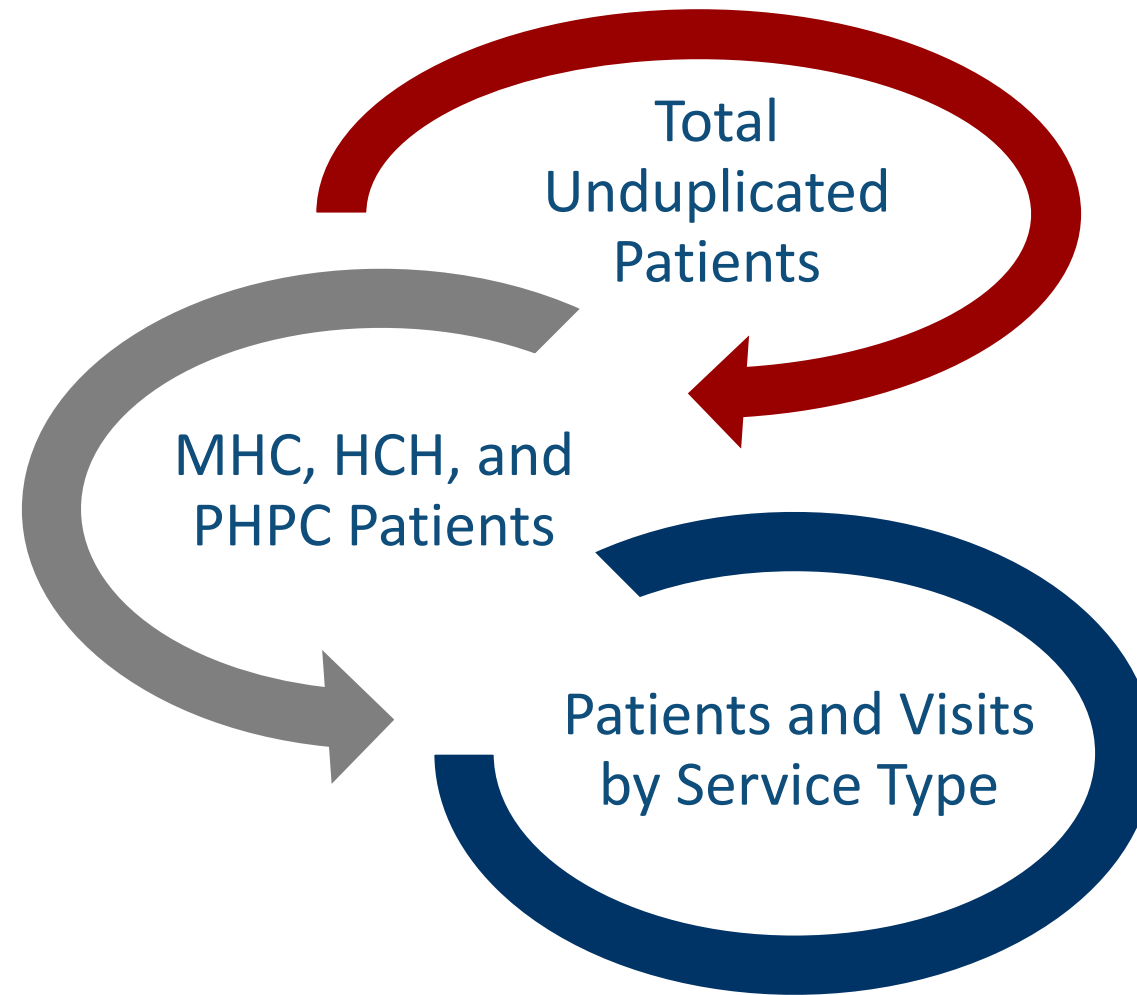 Total
Unduplicated
Patients
MHC, HCH, and
PHPC Patients
Patients and Visits
by Service Type